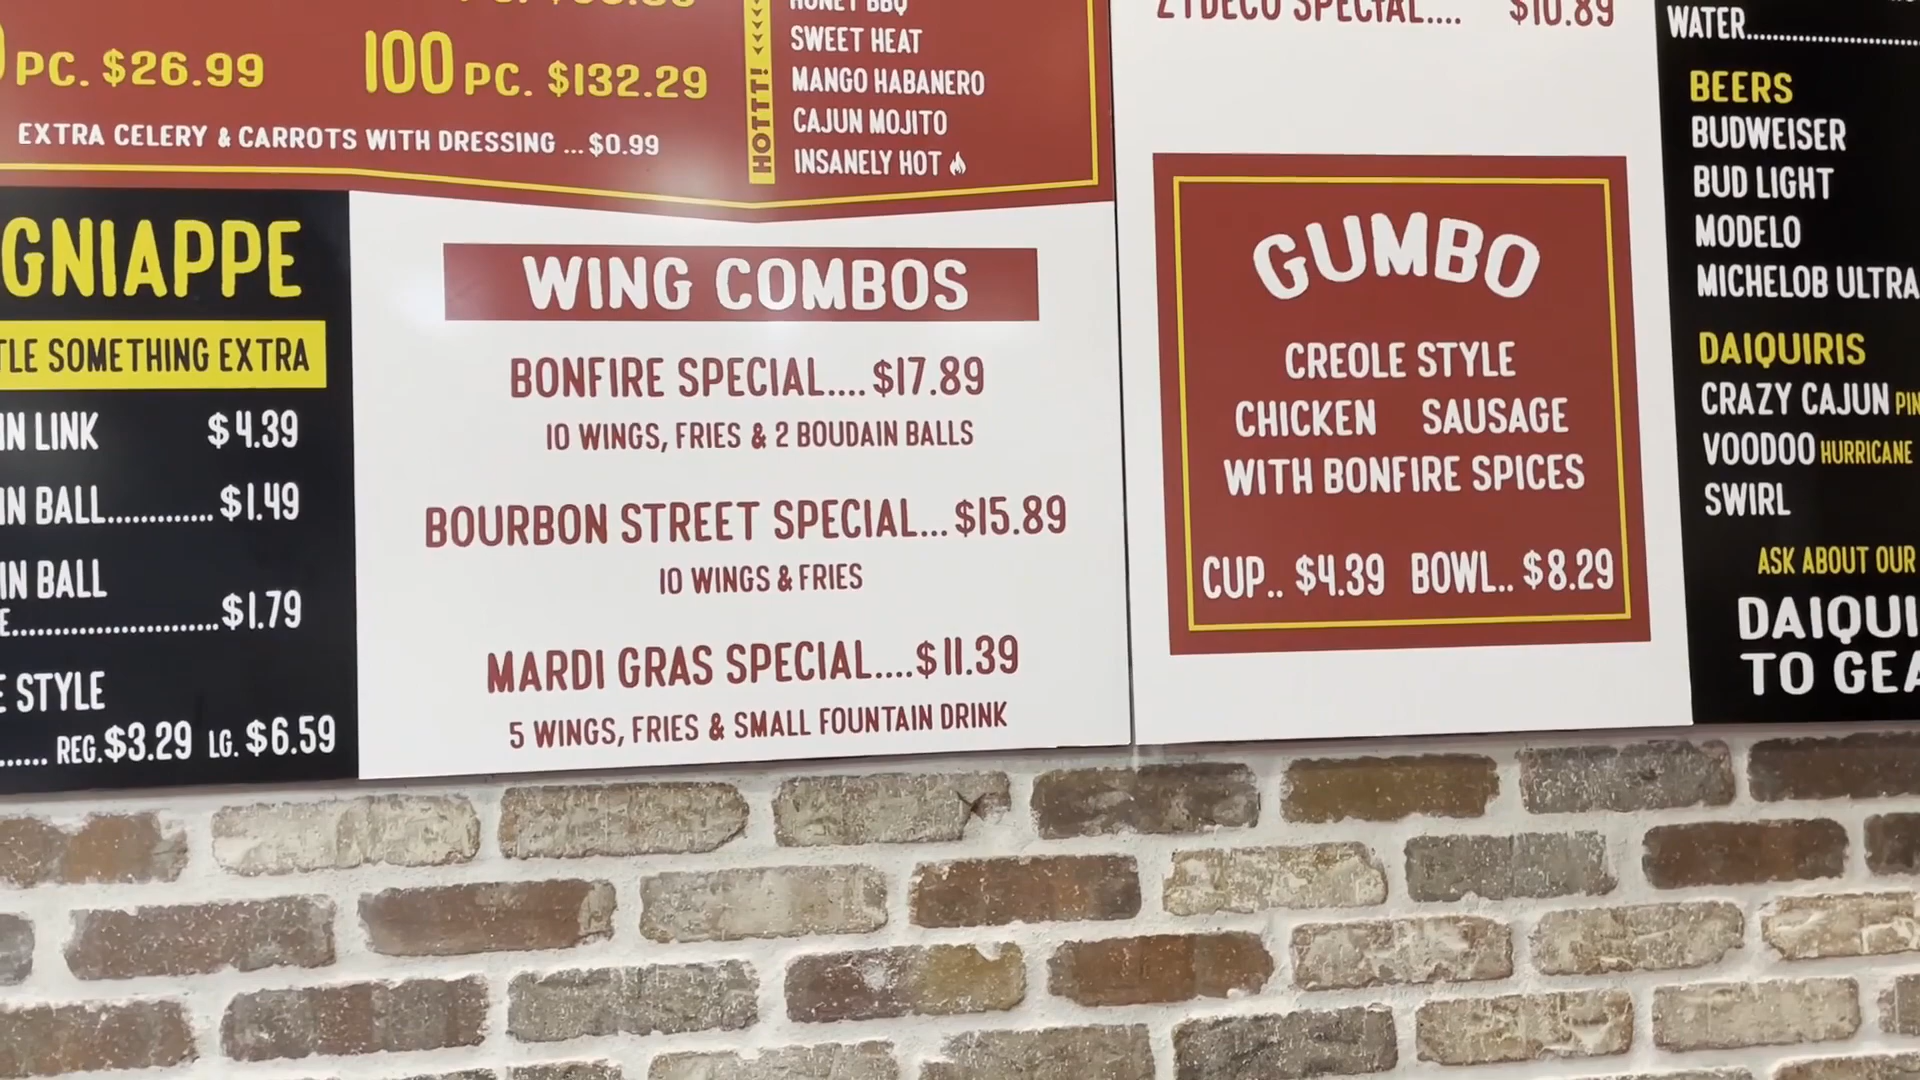 PC. $26.99
100 PC. $132.29
EXTRA CELERY & CARROTS WITH DRESSING ... $0.99
HOTTT!
HONEY BBQ
SWEET HEAT
MANGO HABANERO
CAJUN MOJITO
INSANELY HOT
GNIAPPE
TLE SOMETHING EXTRA
IN LINK $4.39
IN BALL............. $1.49
IN BALL
E.......................$1.79
E STYLE
..... REG. $3.29 LG. $6.59
WING COMBOS
BONFIRE SPECIAL.... $17.89
10 WINGS, FRIES & 2 BOUDAIN BALLS
BOURBON STREET SPECIAL... $15.89
10 WINGS & FRIES
MARDI GRAS SPECIAL....$11.39
5 WINGS, FRIES & SMALL FOUNTAIN DRINK
ZYDECO SPECIAL.... $10.89
GUMBO
CREOLE STYLE
CHICKEN SAUSAGE
WITH BONFIRE SPICES
CUP.. $4.39 BOWL.. $8.29
WATER........................
BEERS
BUDWEISER
BUD LIGHT
MODELO
MICHELOB ULTRA
DAIQUIRIS
CRAZY CAJUN PIN
VOODOO HURRICANE
SWIRL
ASK ABOUT OUR
DAIQUI
TO GEA